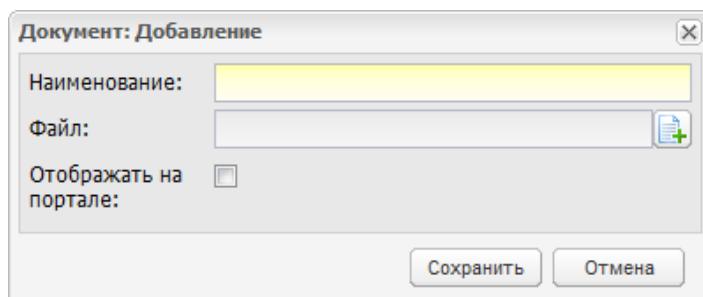 Документ: Добавление
Наименование:
Файл:
Отображать на
портале:
Сохранить
Отмена